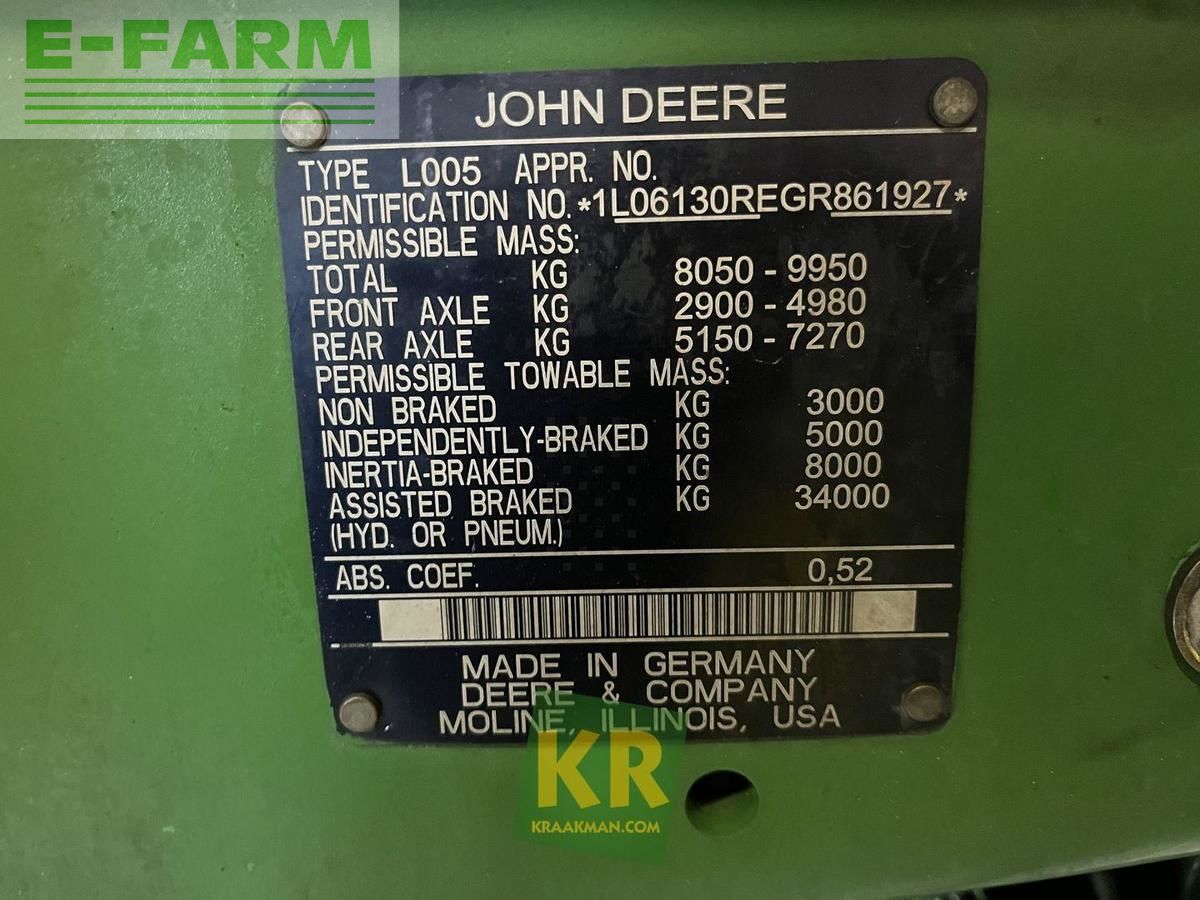 E-FARM
JOHN DEERE
TYPE L005 APPR. NO.
IDENTIFICATION NO. *1L06130REGR861927*
PERMISSIBLE MASS:
TOTAL KG 8050 - 9950
FRONT AXLE KG 2900 - 4980
REAR AXLE KG 5150 - 7270
PERMISSIBLE TOWABLE MASS:
NON BRAKED KG 3000
INDEPENDENTLY-BRAKED KG 5000
INERTIA-BRAKED KG 8000
ASSISTED BRAKED KG 34000
(HYD. OR PNEUM.)
ABS. COEF. 0,52
MADE IN GERMANY
DEERE & COMPANY
MOLINE, ILLINOIS, USA
KR
KRAAKMAN.COM